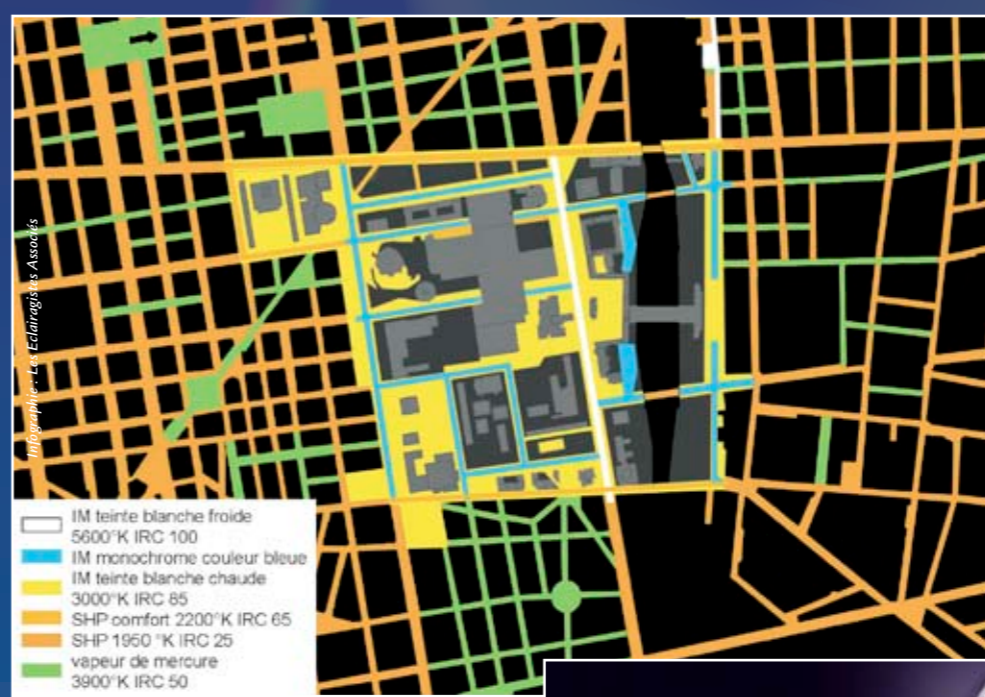 Infographie : Les Eclairagistes Associés
IM teinte blanche froide
5600°K IRC 100
IM monochrome couleur bleue
IM teinte blanche chaude
3000°K IRC 85
SHP comfort 2200°K IRC 65
SHP 1950 °K IRC 25
vapeur de mercure
3900°K IRC 50